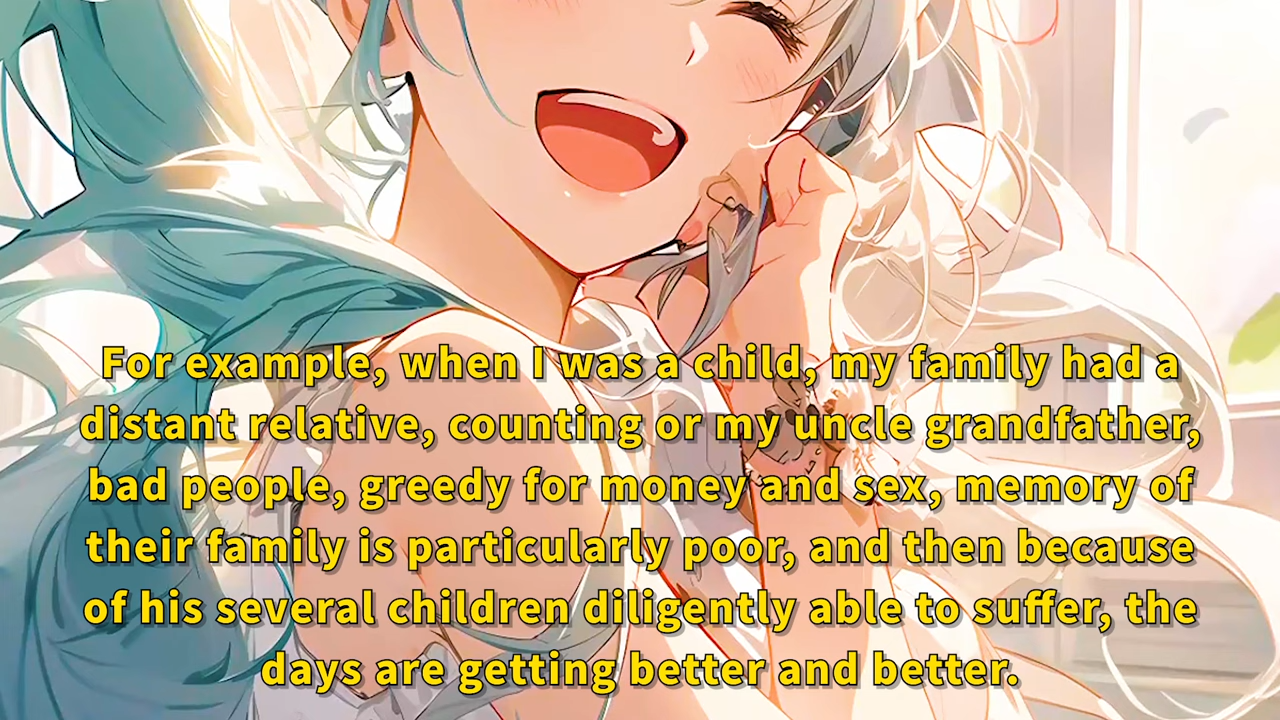 For example, when I was a child, my family had a
distant relative, counting or my uncle grandfather,
bad people, greedy for money and sex, memory of
their family is particularly poor, and then because
of his several children diligently able to suffer, the
days are getting better and better.